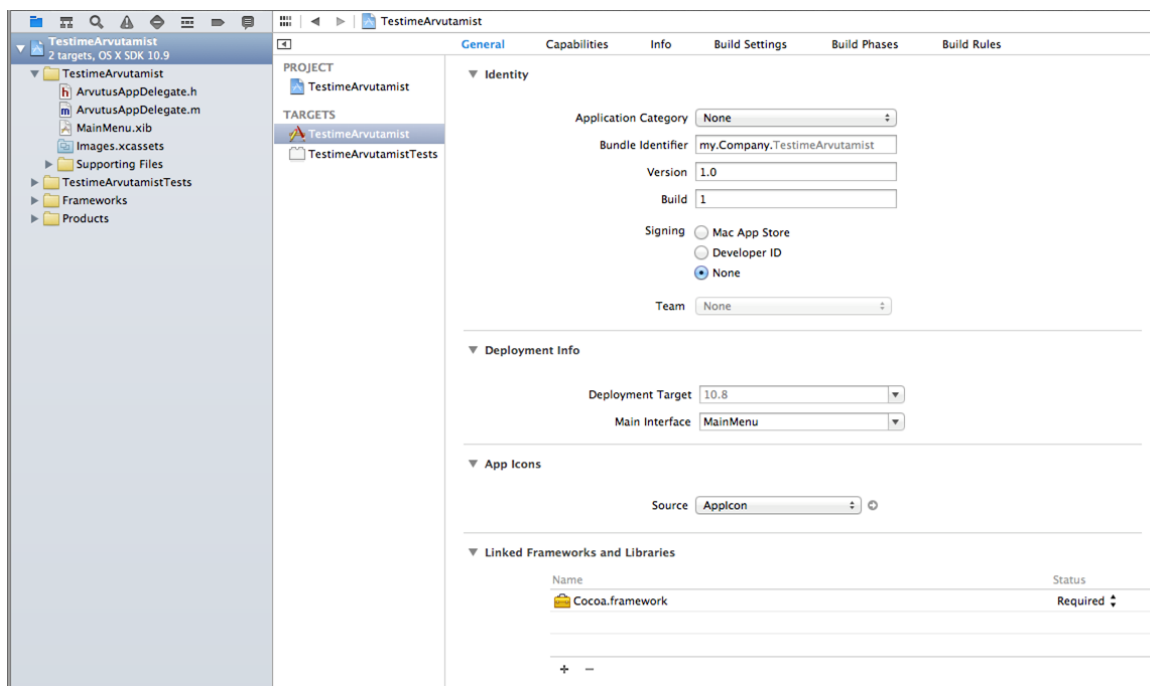 TestimeArvutamist
TestimeArvutamist
2 targets, OS X SDK 10.9
TestimeArvutamist
ArvutusAppDelegate.h
ArvutusAppDelegate.m
MainMenu.xib
Images.xcassets
Supporting Files
TestimeArvutamistTests
Frameworks
Products
PROJECT
TestimeArvutamist
TARGETS
TestimeArvutamist
TestimeArvutamistTests
General Capabilities Info Build Settings Build Phases Build Rules
Identity
Application Category None
Bundle Identifier my.Company.TestimeArvutamist
Version 1.0
Build 1
Signing Mac App Store
Developer ID
None
Team None
Deployment Info
Deployment Target 10.8
Main Interface MainMenu
App Icons
Source AppIcon
Linked Frameworks and Libraries
Name Status
Cocoa.framework Required